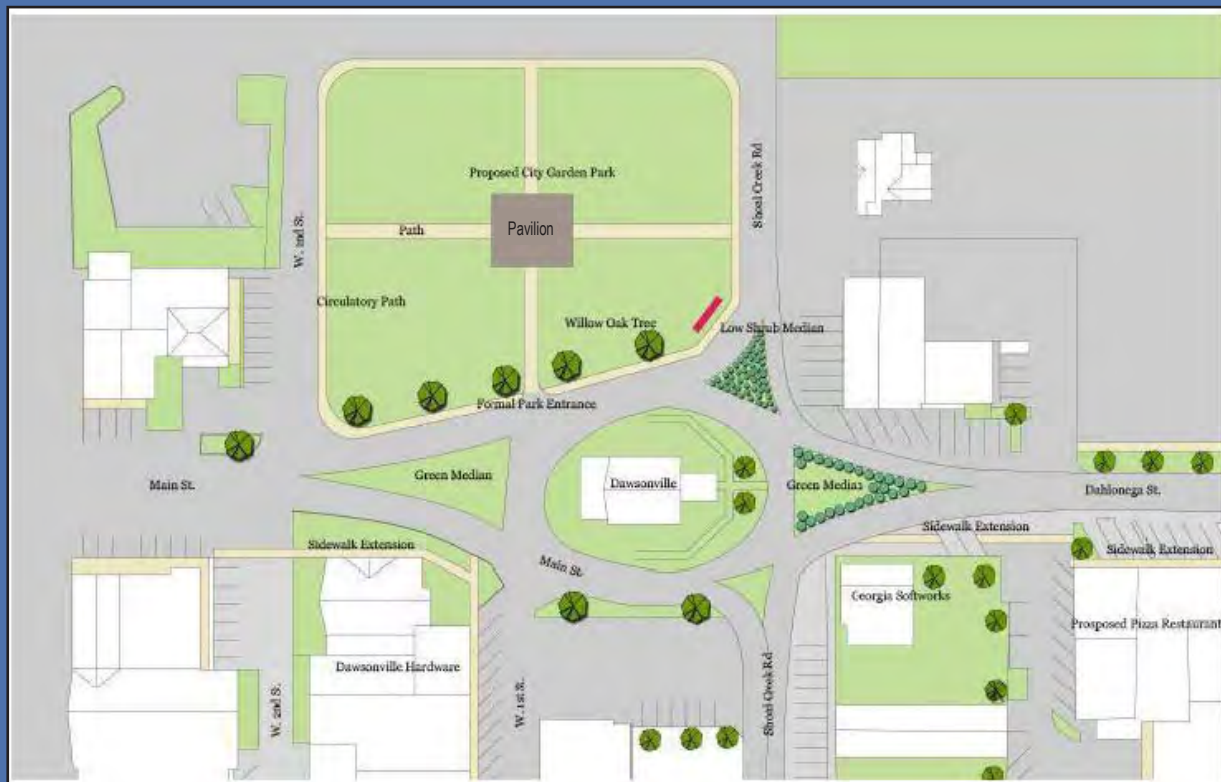 Proposed City Garden Park
Shoal Creek Rd
W. 2nd St.
Path
Pavilion
Circulatory Path
Willow Oak Tree
Low Shrub Median
Formal Park Entrance
Green Median
Dawsonville
Green Media1
Main St.
Dahlonega St.
Sidewalk Extension
Sidewalk Extension
Sidewalk Extension
Main St.
Georgia Softworks
Prosposed Pizza Restaurant
Dawsonville Hardware
W. 2nd St.
W. 1st St.
Shoal Creek Rd